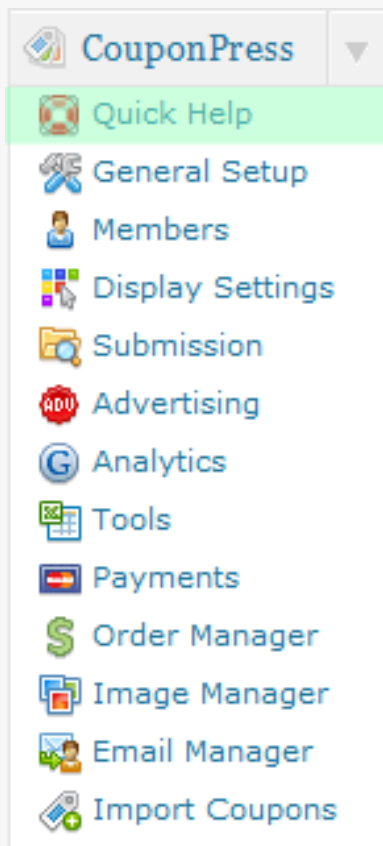 CouponPress
Quick Help
General Setup
Members
Display Settings
Submission
ADV Advertising
G Analytics
Tools
Payments
Order Manager
Image Manager
Email Manager
Import Coupons